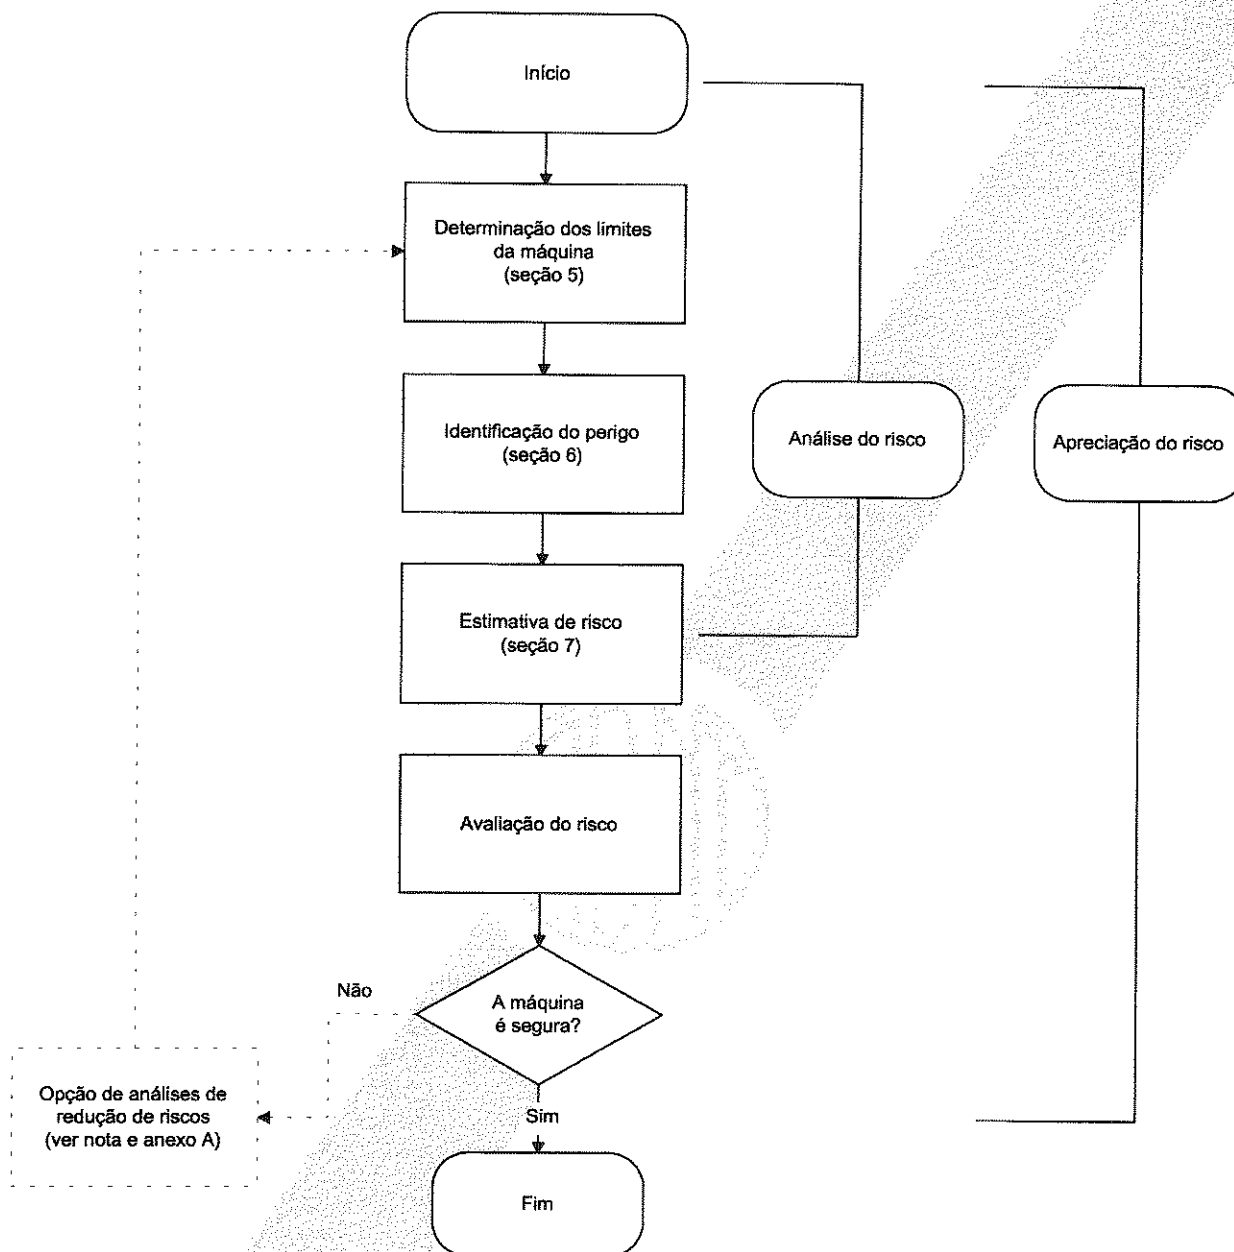 Início
Determinação dos limites
da máquina
(seção 5)
Identificação do perigo
(seção 6)
Análise do risco
Apreciação do risco
Estimativa de risco
(seção 7)
Avaliação do risco
Não
A máquina
é segura?
Opção de análises de
redução de riscos
(ver nota e anexo A)
Sim
Fim